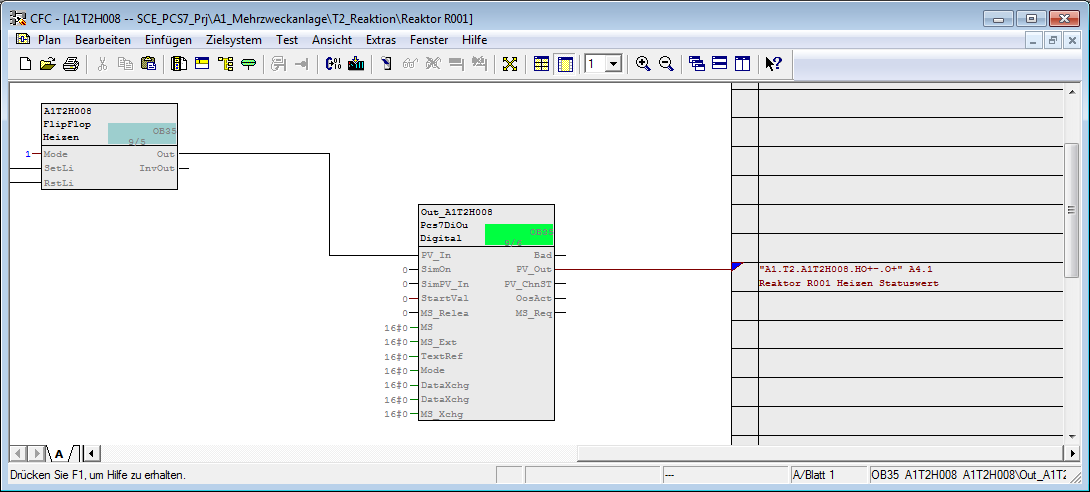 CFC - [A1T2H008 -- SCE_PCS7_Prj\A1_Mehrzweckanlage\T2_Reaktion\Reaktor R001]
Plan Bearbeiten Einfügen Zielsystem Test Ansicht Extras Fenster Hilfe
1
A1T2H008
FlipFlop
Heizen
OB35
9/5
1 Mode Out
SetLi InvOut
RstLi
Out_A1T2H008
Pcs7DiOu
Digital
OB35
9/6
PV_In Bad
0 SimOn PV_Out
0 SimPV_In PV_ChnST
0 StartVal OosAct
0 MS_Relea MS_Req
16#0 MS
16#0 MS_Ext
16#0 TextRef
16#0 Mode
16#0 DataXchg
16#0 DataXchg
16#0 MS_Xchg
"A1.T2.A1T2H008.HO+-.O+" A4.1
Reaktor R001 Heizen Statuswert
A
Drücken Sie F1, um Hilfe zu erhalten.
---
A/Blatt 1
OB35 A1T2H008 A1T2H008\Out_A1T2